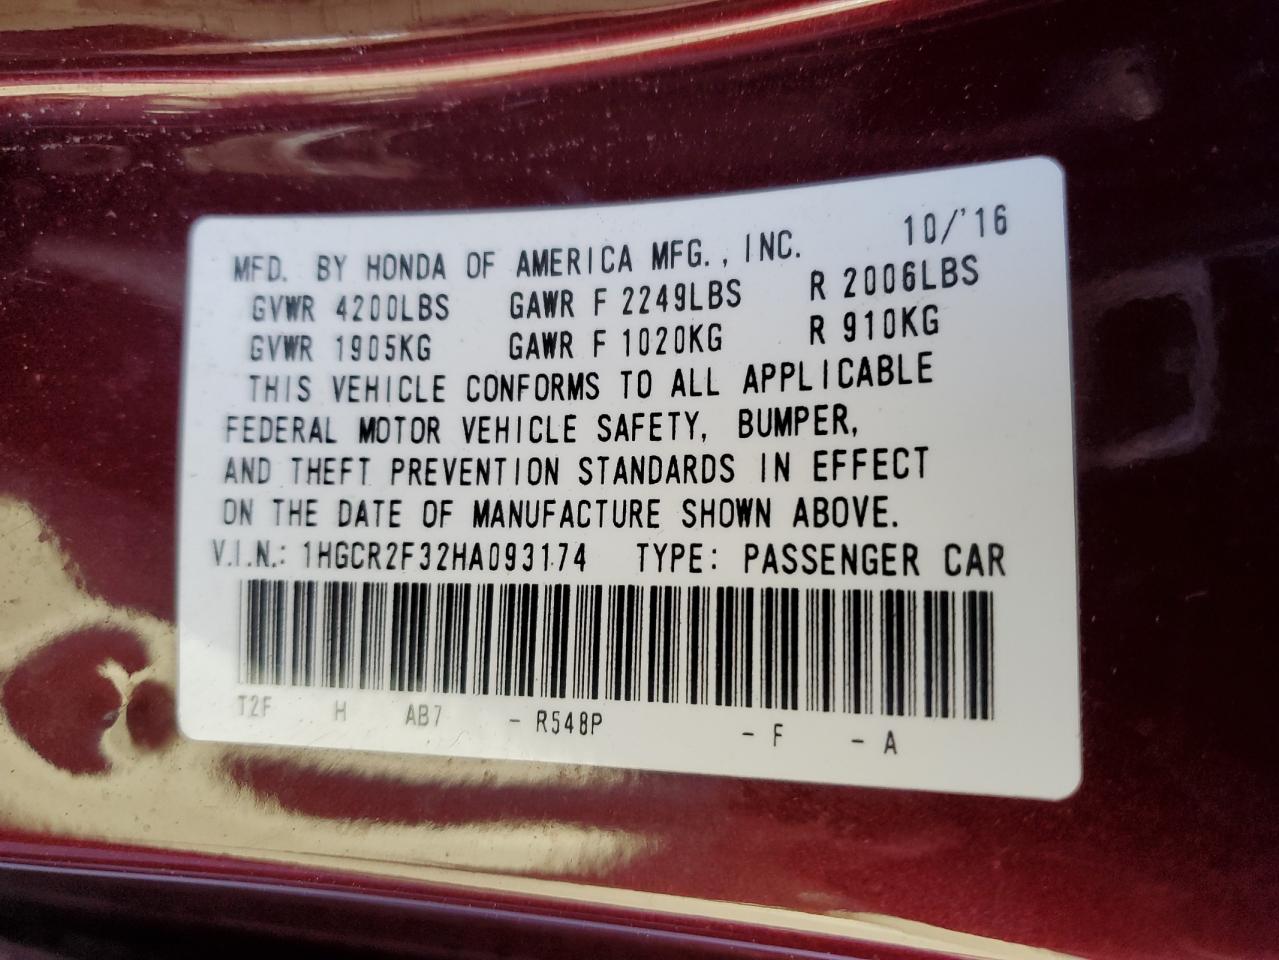 MFD. BY HONDA OF AMERICA MFG., INC. 10/'16
GVWR 4200LBS GAWR F 2249LBS R 2006LBS
GVWR 1905KG GAWR F 1020KG R 910KG
THIS VEHICLE CONFORMS TO ALL APPLICABLE
FEDERAL MOTOR VEHICLE SAFETY, BUMPER,
AND THEFT PREVENTION STANDARDS IN EFFECT
ON THE DATE OF MANUFACTURE SHOWN ABOVE.
V.I.N.: 1HGCR2F32HA093174 TYPE: PASSENGER CAR
T2F H AB7 - R548P - F - A